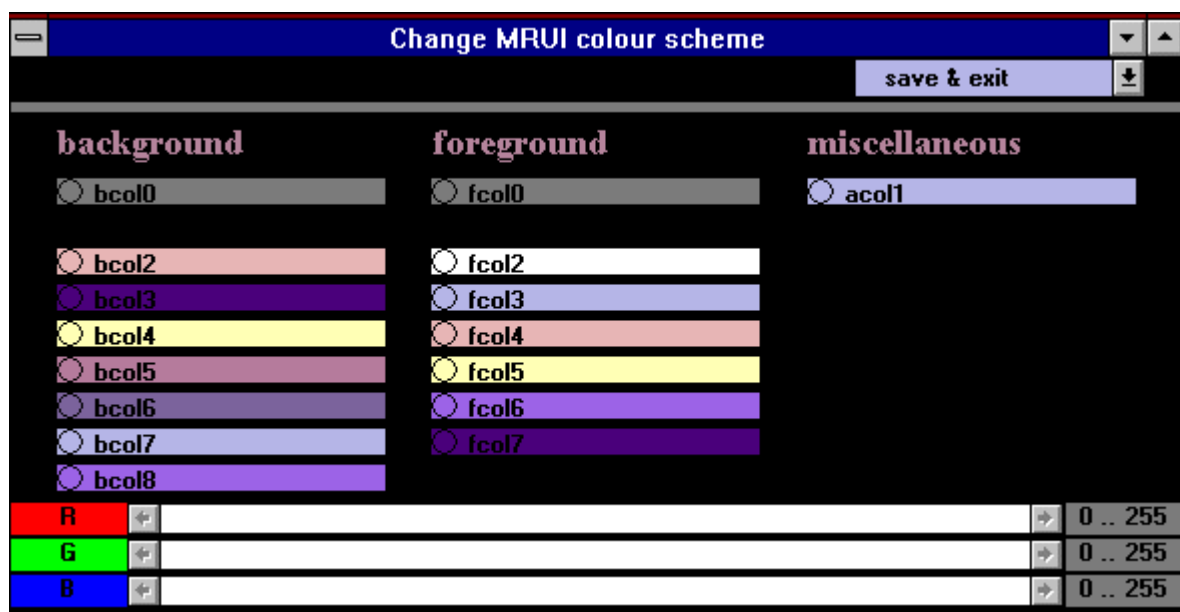 Change MRUI colour scheme
save & exit
background foreground miscellaneous
bcol0 fcol0 acol1
bcol2 fcol2
bcol3 fcol3
bcol4 fcol4
bcol5 fcol5
bcol6 fcol6
bcol7 fcol7
bcol8
R 0 .. 255
G 0 .. 255
B 0 .. 255